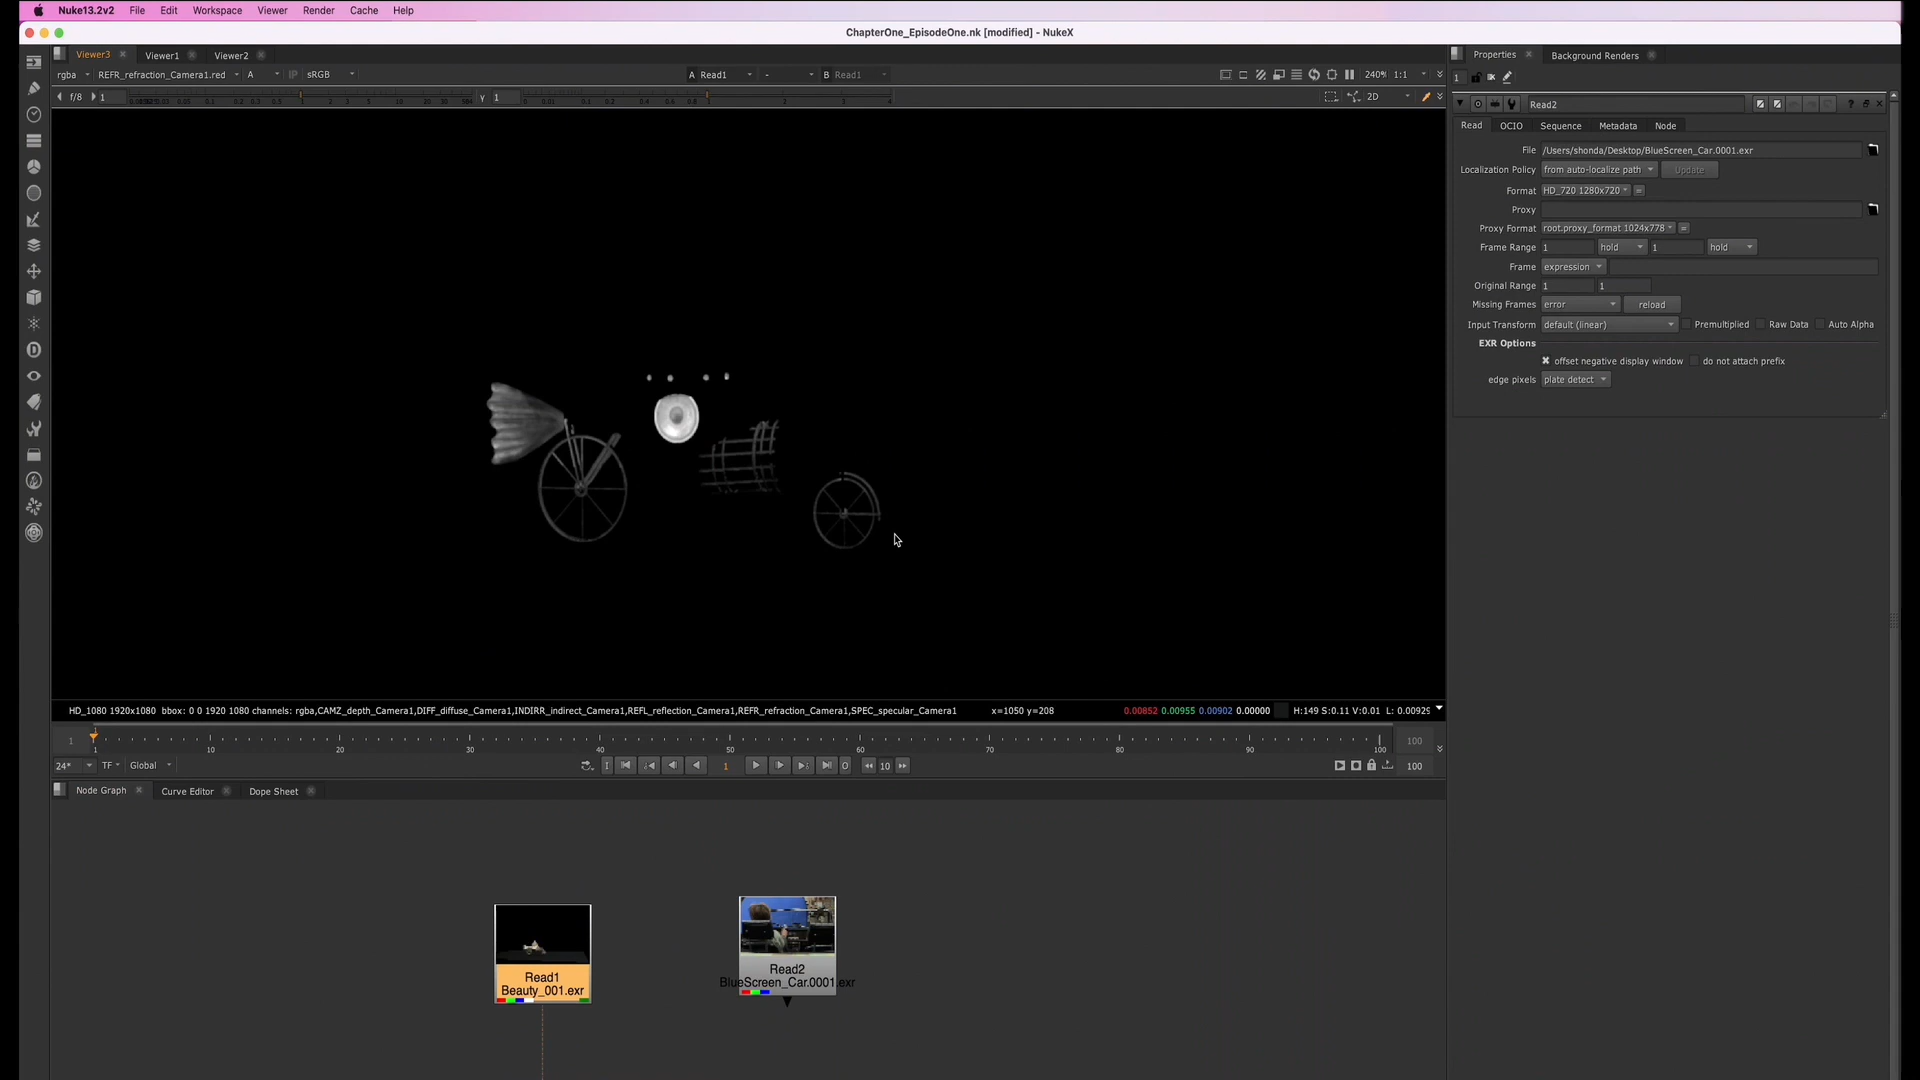 Nuke13.2v2 File Edit Workspace Viewer Render Cache Help
ChapterOne_EpisodeOne.nk [modified] - NukeX
Viewer3 Viewer1 Viewer2
rgba REFR_refraction_Camera1.red A IP sRGB A Read1 - B Read1 240% 1:1
f/8 1 y 1 2D
HD_1080 1920x1080 bbox: 0 0 1920 1080 channels: rgba,CAMZ_depth_Camera1,DIFF_diffuse_Camera1,INDIRR_indirect_Camera1,REFL_reflection_Camera1,REFR_refraction_Camera1,SPEC_specular_Camera1 x=1050 y=208 0.00852 0.00955 0.00902 0.00000 H:149 S:0.11 V:0.01 L: 0.00929
1 1 10 20 30 40 50 60 70 80 90 100 100
24* TF Global I 1 O 10 100
Node Graph Curve Editor Dope Sheet
Read1
Beauty_001.exr
Read2
BlueScreen_Car.0001.exr
Properties Background Renders
1
Read2 ?
Read OCIO Sequence Metadata Node
File /Users/shonda/Desktop/BlueScreen_Car.0001.exr
Localization Policy from auto-localize path Update
Format HD_720 1280x720 =
Proxy
Proxy Format root.proxy_format 1024x778 =
Frame Range 1 hold 1 hold
Frame expression
Original Range 1 1
Missing Frames error reload
Input Transform default (linear) Premultiplied Raw Data Auto Alpha
EXR Options
offset negative display window do not attach prefix
edge pixels plate detect